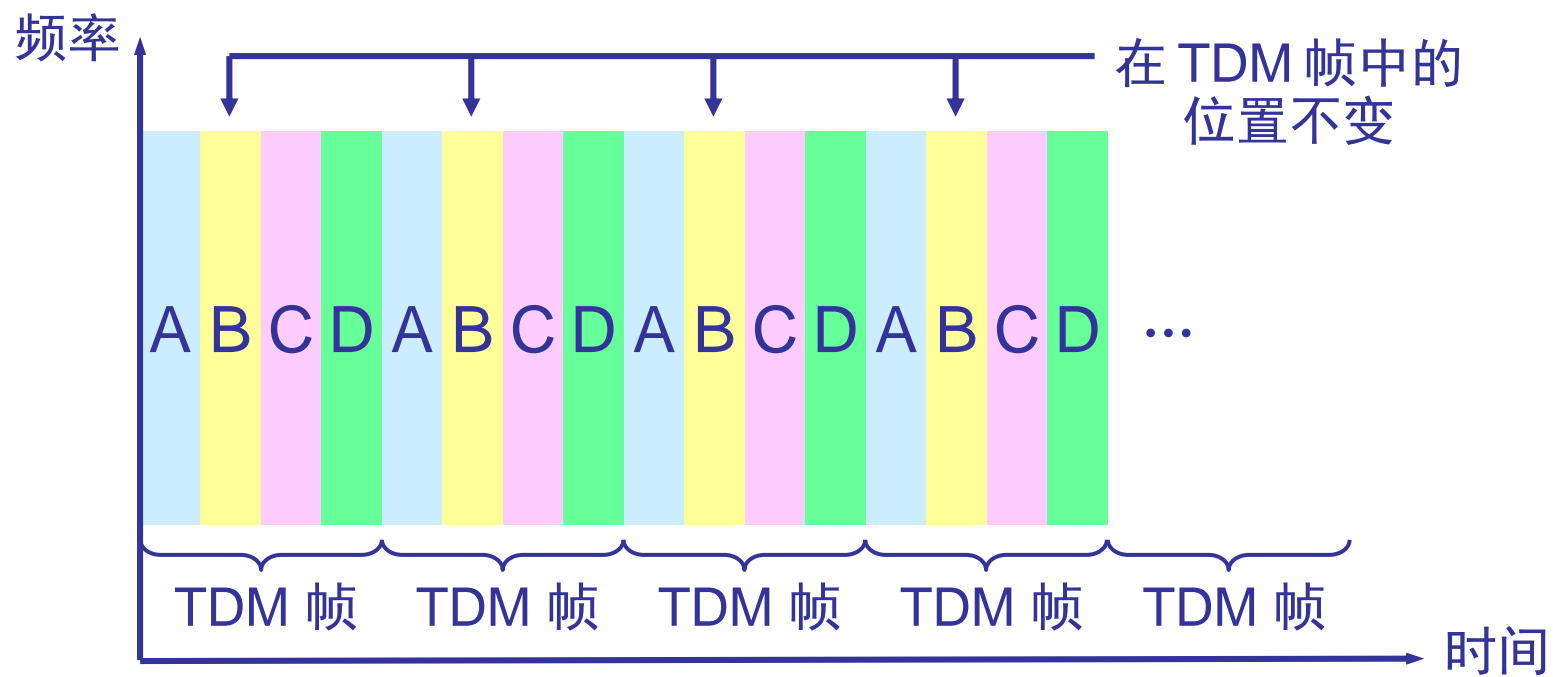 频率
在 TDM 帧中的
位置不变
A B C D A B C D A B C D A B C D …
TDM 帧 TDM 帧 TDM 帧 TDM 帧 TDM 帧
时间